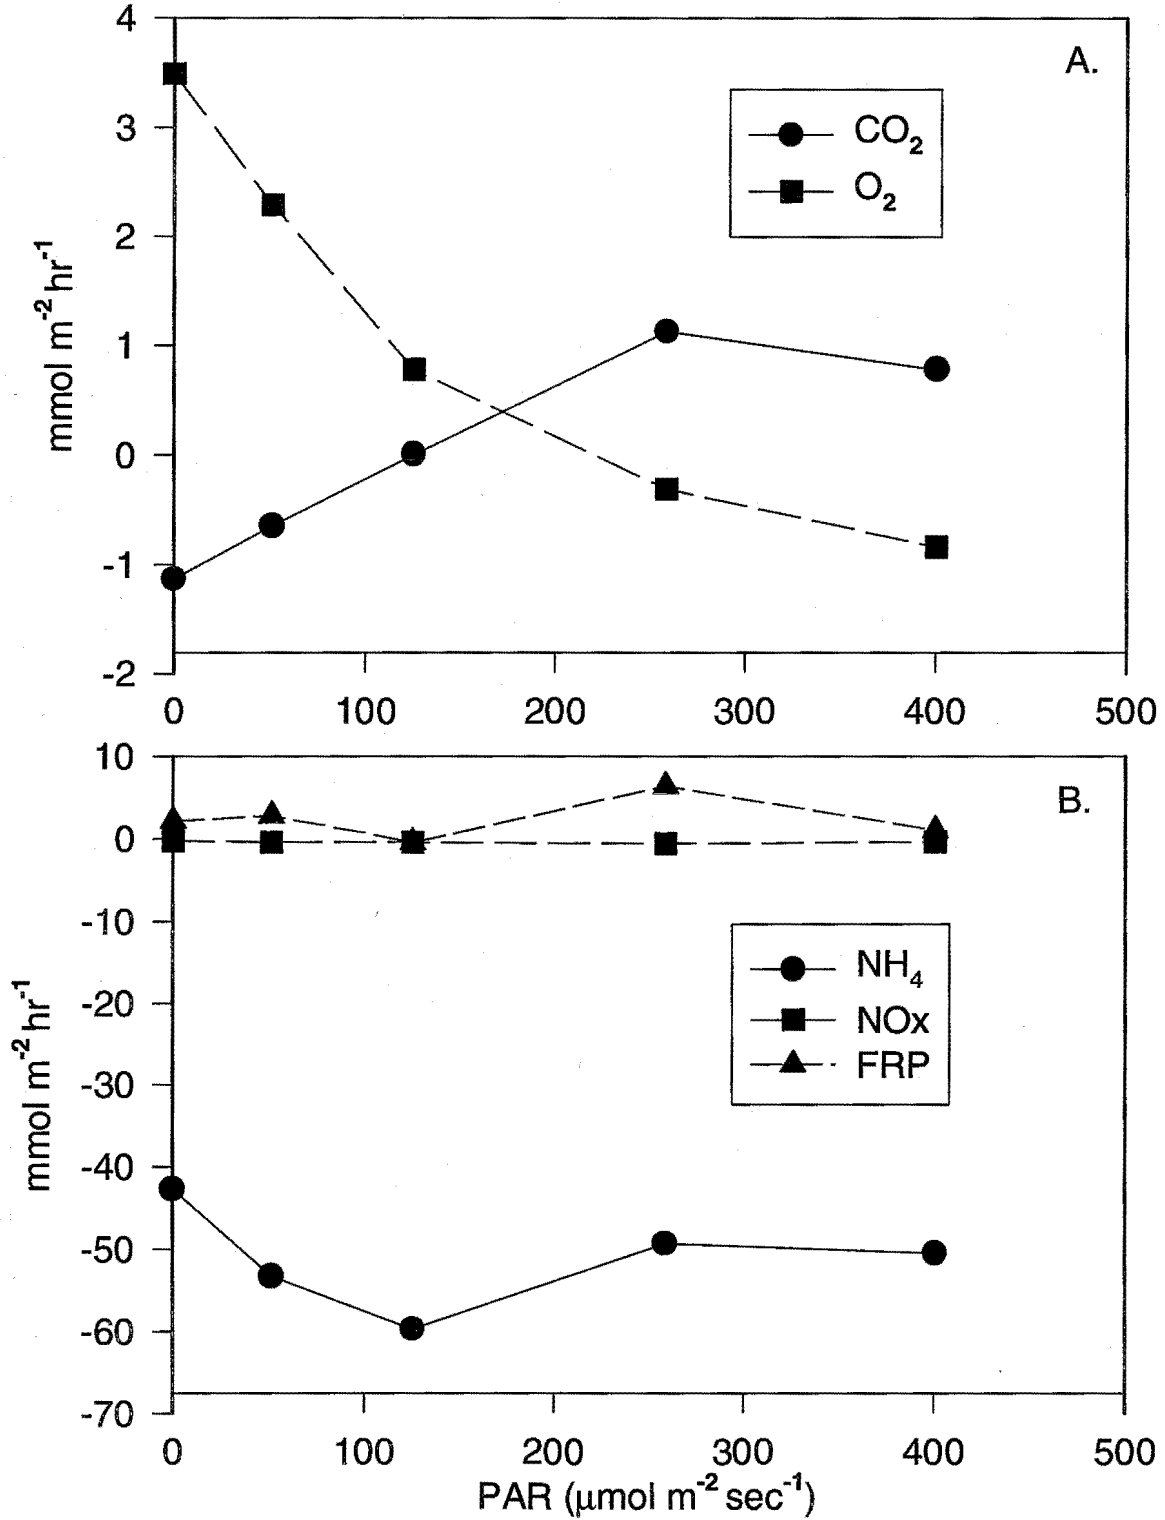 4
3
2
1
0
-1
-2
mmol m⁻² hr⁻¹
A.
CO₂
O₂
0 100 200 300 400 500
10
0
-10
-20
-30
-40
-50
-60
-70
mmol m⁻² hr⁻¹
B.
NH₄
NOx
FRP
0 100 200 300 400 500
PAR (µmol m⁻² sec⁻¹)